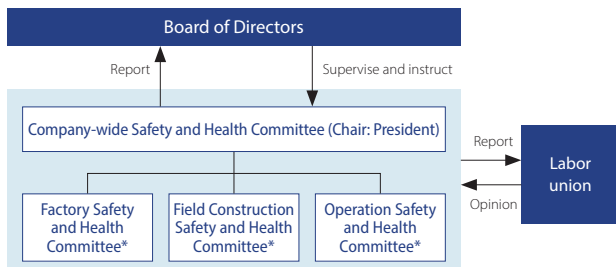 Board of Directors
Report
Supervise and instruct
Company-wide Safety and Health Committee (Chair: President)
Report
Labor
union
Opinion
Factory Safety
and Health
Committee*
Field Construction
Safety and Health
Committee*
Operation Safety
and Health
Committee*